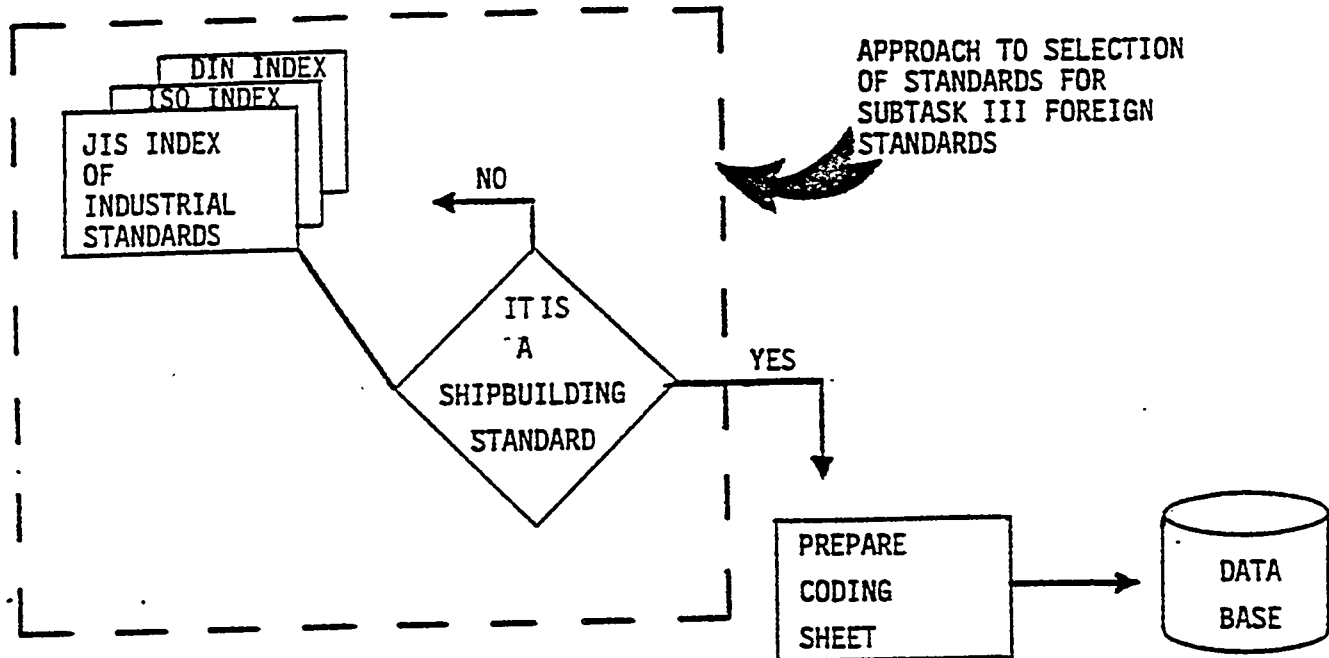 DIN INDEX
ISO INDEX
JIS INDEX
OF
INDUSTRIAL
STANDARDS
APPROACH TO SELECTION
OF STANDARDS FOR
SUBTASK III FOREIGN
STANDARDS
NO
IT IS
A
SHIPBUILDING
STANDARD
YES
PREPARE
CODING
SHEET
DATA
BASE